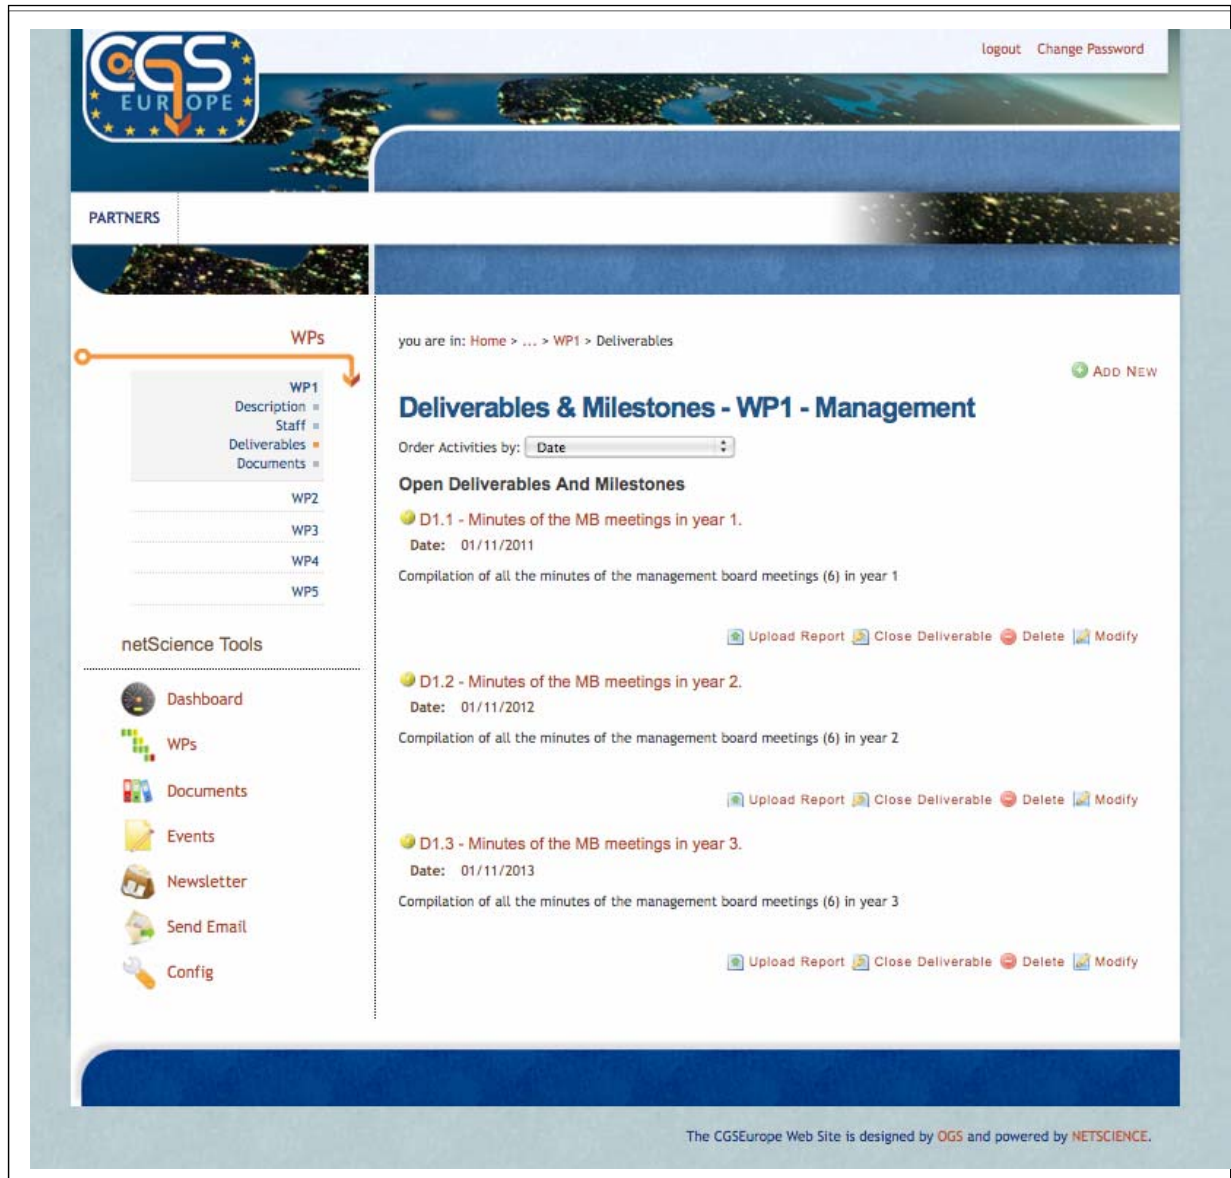 CO2GS
EUROPE
logout Change Password
PARTNERS
WPs
WP1
Description
Staff
Deliverables
Documents
WP2
WP3
WP4
WP5
netScience Tools
Dashboard
WPs
Documents
Events
Newsletter
Send Email
Config
you are in: Home > ... > WP1 > Deliverables
ADD NEW
Deliverables & Milestones - WP1 - Management
Order Activities by: Date
Open Deliverables And Milestones
D1.1 - Minutes of the MB meetings in year 1.
Date: 01/11/2011
Compilation of all the minutes of the management board meetings (6) in year 1
Upload Report Close Deliverable Delete Modify
D1.2 - Minutes of the MB meetings in year 2.
Date: 01/11/2012
Compilation of all the minutes of the management board meetings (6) in year 2
Upload Report Close Deliverable Delete Modify
D1.3 - Minutes of the MB meetings in year 3.
Date: 01/11/2013
Compilation of all the minutes of the management board meetings (6) in year 3
Upload Report Close Deliverable Delete Modify
The CGSEurope Web Site is designed by OGS and powered by NETSCIENCE.